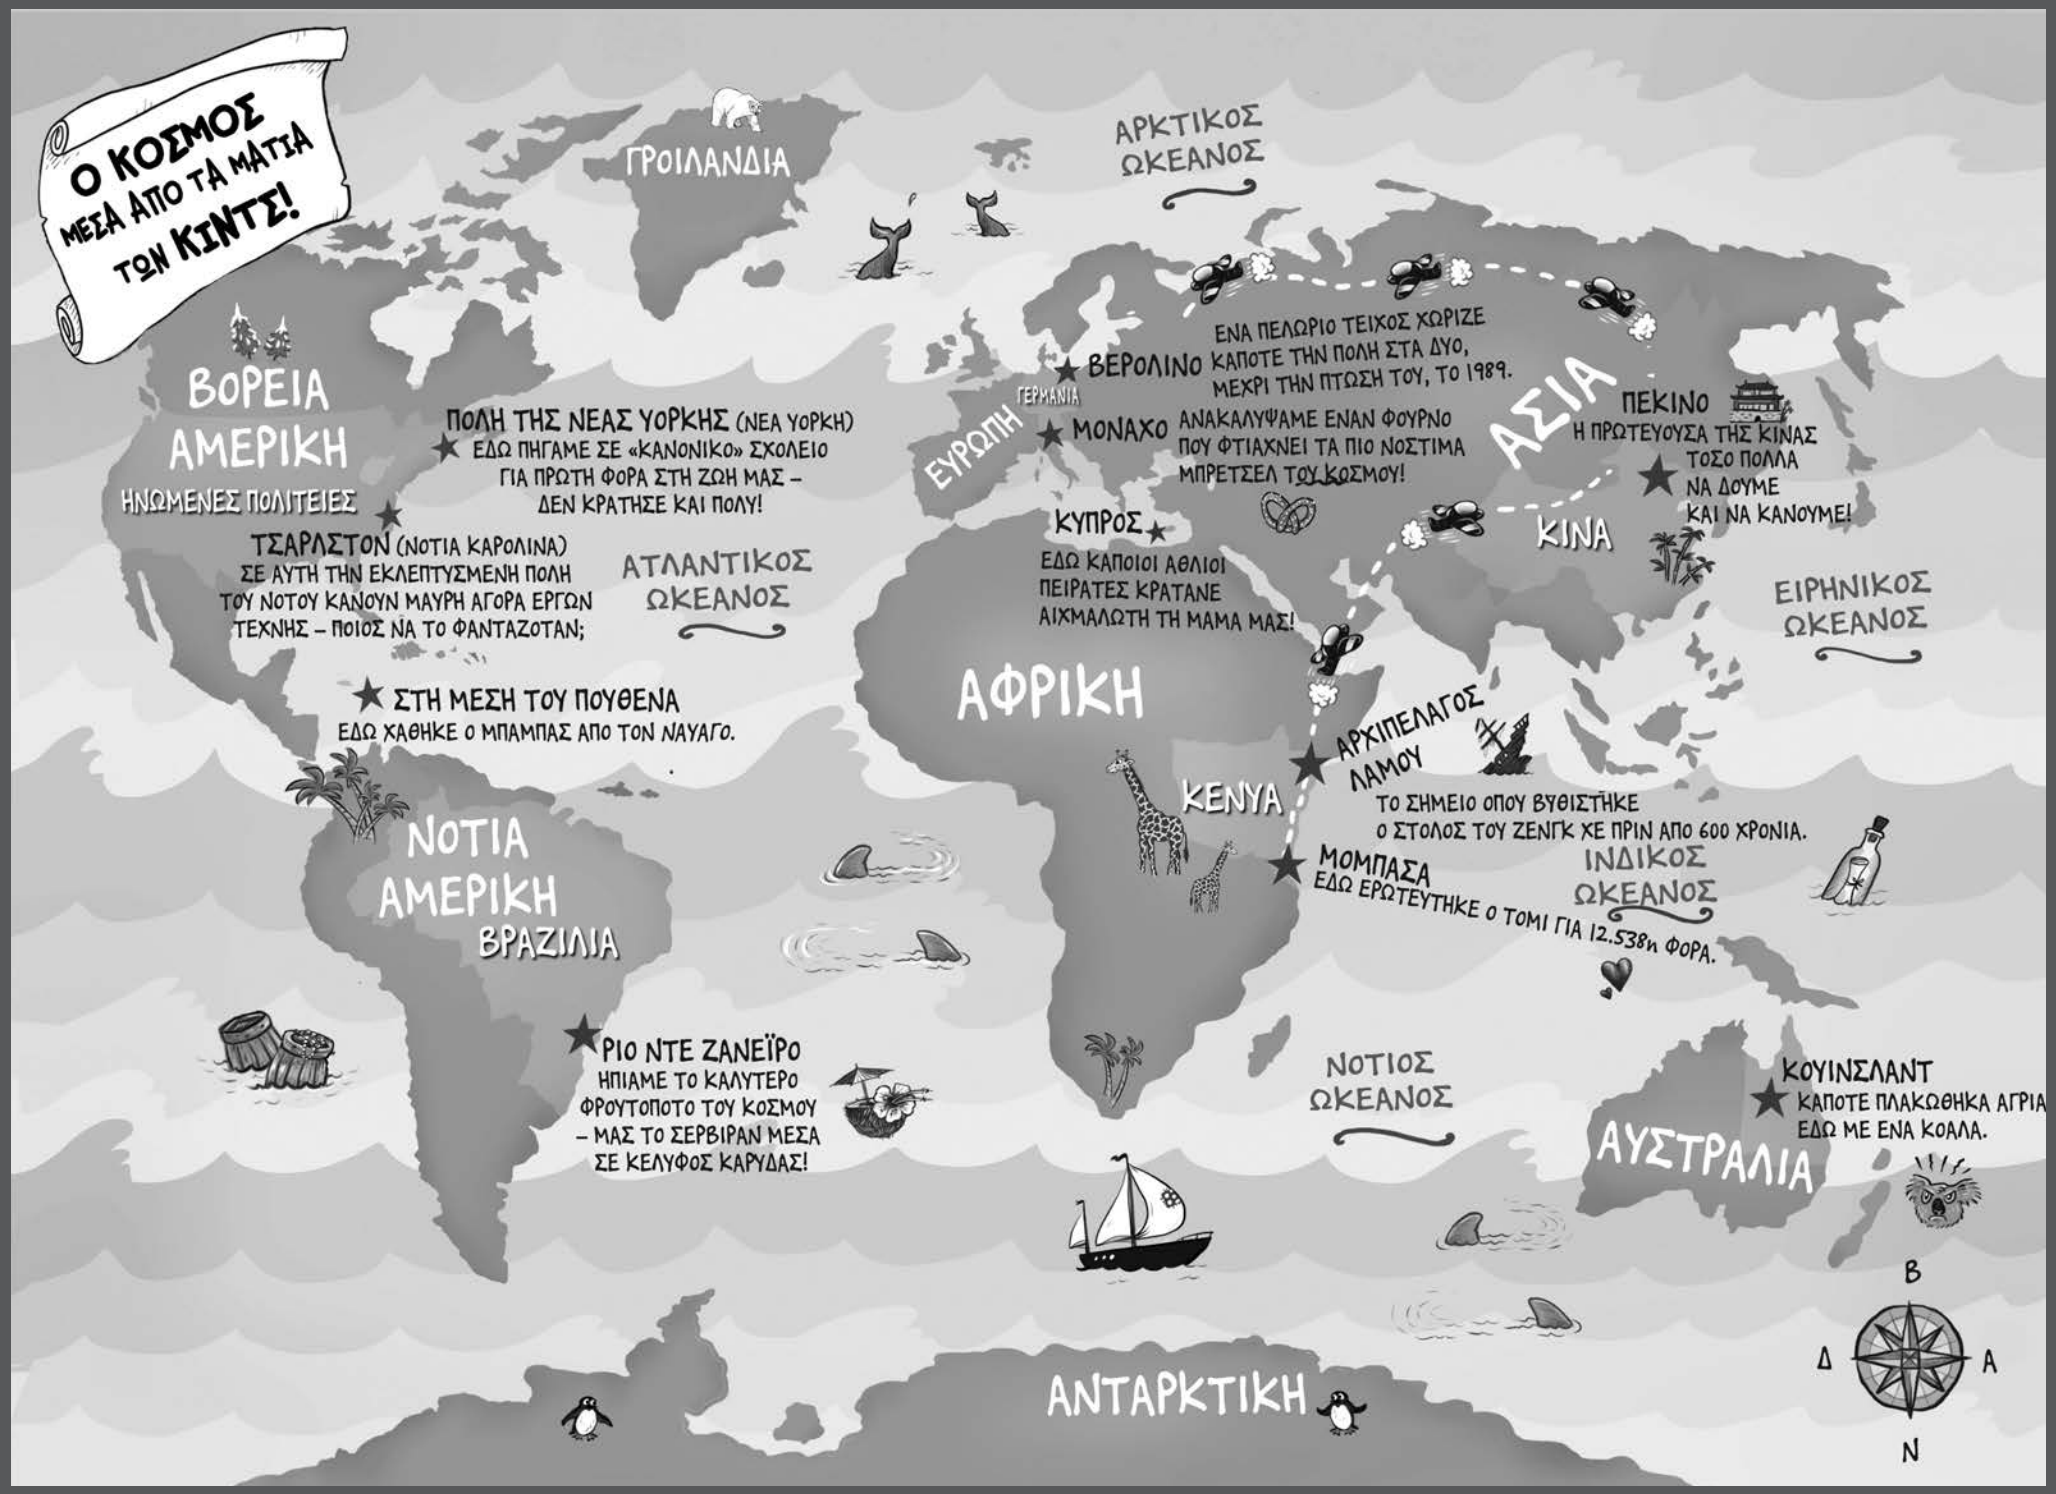 Ο ΚΟΣΜΟΣ
ΜΕΣΑ ΑΠΟ ΤΑ ΜΑΤΙΑ
ΤΩΝ ΚΙΝΤΣ!
ΓΡΟΙΛΑΝΔΙΑ
ΑΡΚΤΙΚΟΣ
ΩΚΕΑΝΟΣ
ΒΟΡΕΙΑ
ΑΜΕΡΙΚΗ
ΗΝΩΜΕΝΕΣ ΠΟΛΙΤΕΙΕΣ
ΠΟΛΗ ΤΗΣ ΝΕΑΣ ΥΟΡΚΗΣ (ΝΕΑ ΥΟΡΚΗ)
ΕΔΩ ΠΗΓΑΜΕ ΣΕ «ΚΑΝΟΝΙΚΟ» ΣΧΟΛΕΙΟ
ΓΙΑ ΠΡΩΤΗ ΦΟΡΑ ΣΤΗ ΖΩΗ ΜΑΣ –
ΔΕΝ ΚΡΑΤΗΣΕ ΚΑΙ ΠΟΛΥ!
ΤΣΑΡΛΣΤΟΝ (ΝΟΤΙΑ ΚΑΡΟΛΙΝΑ)
ΣΕ ΑΥΤΗ ΤΗΝ ΕΚΛΕΠΤΥΣΜΕΝΗ ΠΟΛΗ
ΤΟΥ ΝΟΤΟΥ ΚΑΝΟΥΝ ΜΑΥΡΗ ΑΓΟΡΑ ΕΡΓΩΝ
ΤΕΧΝΗΣ – ΠΟΙΟΣ ΝΑ ΤΟ ΦΑΝΤΑΖΟΤΑΝ;
ΑΤΛΑΝΤΙΚΟΣ
ΩΚΕΑΝΟΣ
ΣΤΗ ΜΕΣΗ ΤΟΥ ΠΟΥΘΕΝΑ
ΕΔΩ ΧΑΘΗΚΕ Ο ΜΠΑΜΠΑΣ ΑΠΟ ΤΟΝ ΝΑΥΑΓΟ.
ΝΟΤΙΑ
ΑΜΕΡΙΚΗ
ΒΡΑΖΙΛΙΑ
ΡΙΟ ΝΤΕ ΖΑΝΕΪΡΟ
ΗΠΙΑΜΕ ΤΟ ΚΑΛΥΤΕΡΟ
ΦΡΟΥΤΟΠΟΤΟ ΤΟΥ ΚΟΣΜΟΥ
– ΜΑΣ ΤΟ ΣΕΡΒΙΡΑΝ ΜΕΣΑ
ΣΕ ΚΕΛΥΦΟΣ ΚΑΡΥΔΑΣ!
ΕΥΡΩΠΗ
ΓΕΡΜΑΝΙΑ
ΒΕΡΟΛΙΝΟ
ΕΝΑ ΠΕΛΩΡΙΟ ΤΕΙΧΟΣ ΧΩΡΙΖΕ
ΚΑΠΟΤΕ ΤΗΝ ΠΟΛΗ ΣΤΑ ΔΥΟ,
ΜΕΧΡΙ ΤΗΝ ΠΤΩΣΗ ΤΟΥ, ΤΟ 1989.
ΜΟΝΑΧΟ
ΑΝΑΚΑΛΥΨΑΜΕ ΕΝΑΝ ΦΟΥΡΝΟ
ΠΟΥ ΦΤΙΑΧΝΕΙ ΤΑ ΠΙΟ ΝΟΣΤΙΜΑ
ΜΠΡΕΤΣΕΛ ΤΟΥ ΚΟΣΜΟΥ!
ΚΥΠΡΟΣ
ΕΔΩ ΚΑΠΟΙΟΙ ΑΘΛΙΟΙ
ΠΕΙΡΑΤΕΣ ΚΡΑΤΑΝΕ
ΑΙΧΜΑΛΩΤΗ ΤΗ ΜΑΜΑ ΜΑΣ!
ΑΣΙΑ
ΠΕΚΙΝΟ
Η ΠΡΩΤΕΥΟΥΣΑ ΤΗΣ ΚΙΝΑΣ
ΤΟΣΟ ΠΟΛΛΑ
ΝΑ ΔΟΥΜΕ
ΚΑΙ ΝΑ ΚΑΝΟΥΜΕ!
ΚΙΝΑ
ΕΙΡΗΝΙΚΟΣ
ΩΚΕΑΝΟΣ
ΑΦΡΙΚΗ
ΚΕΝΥΑ
ΑΡΧΙΠΕΛΑΓΟΣ
ΛΑΜΟΥ
ΤΟ ΣΗΜΕΙΟ ΟΠΟΥ ΒΥΘΙΣΤΗΚΕ
Ο ΣΤΟΛΟΣ ΤΟΥ ΖΕΝΓΚ ΧΕ ΠΡΙΝ ΑΠΟ 600 ΧΡΟΝΙΑ.
ΜΟΜΠΑΣΑ
ΕΔΩ ΕΡΩΤΕΥΤΗΚΕ Ο ΤΟΜΙ ΓΙΑ 12.538η ΦΟΡΑ.
ΙΝΔΙΚΟΣ
ΩΚΕΑΝΟΣ
ΝΟΤΙΟΣ
ΩΚΕΑΝΟΣ
ΚΟΥΙΝΣΛΑΝΤ
ΚΑΠΟΤΕ ΠΛΑΚΩΘΗΚΑ ΑΓΡΙΑ
ΕΔΩ ΜΕ ΕΝΑ ΚΟΑΛΑ.
ΑΥΣΤΡΑΛΙΑ
ΑΝΤΑΡΚΤΙΚΗ
Β
Δ
Α
Ν